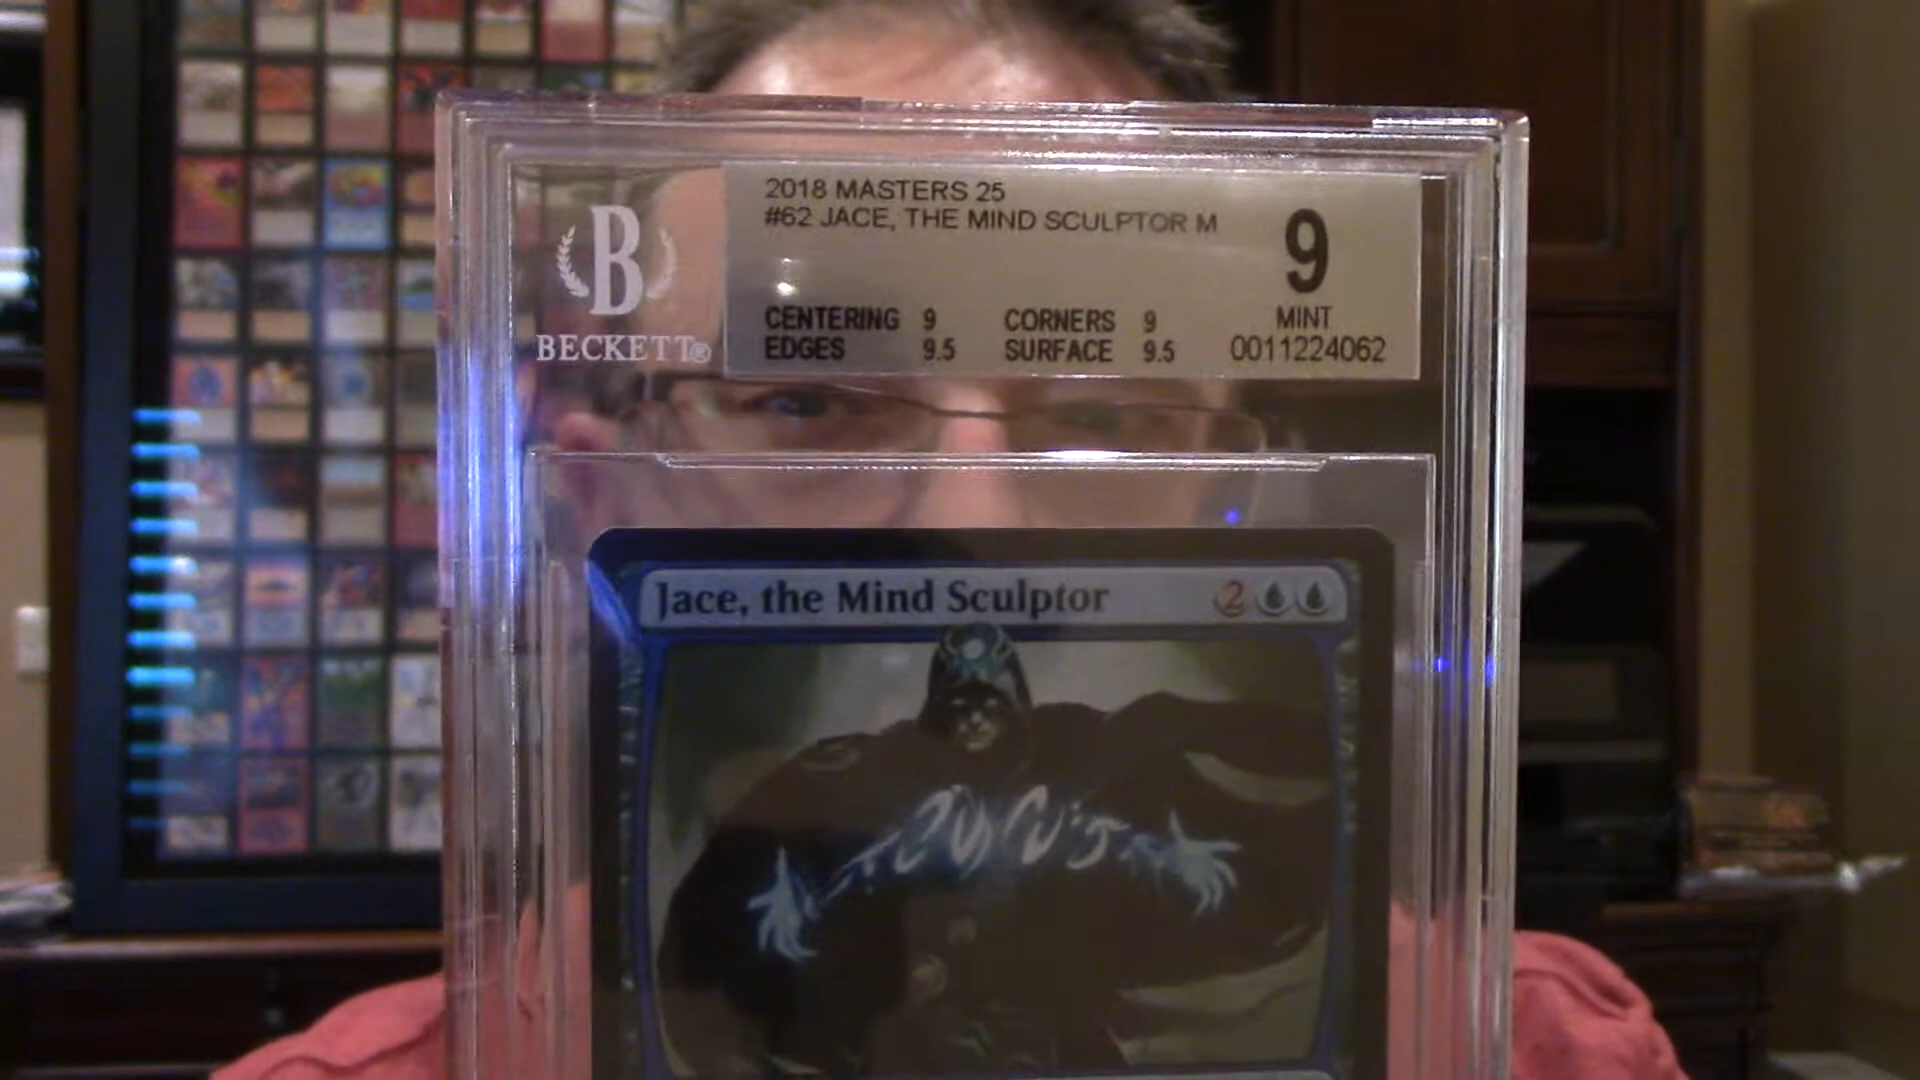 2018 MASTERS 25
#62 JACE, THE MIND SCULPTOR M
9
CENTERING 9 CORNERS 9 MINT
EDGES 9.5 SURFACE 9.5 0011224062
B
BECKETT®
Jace, the Mind Sculptor 2